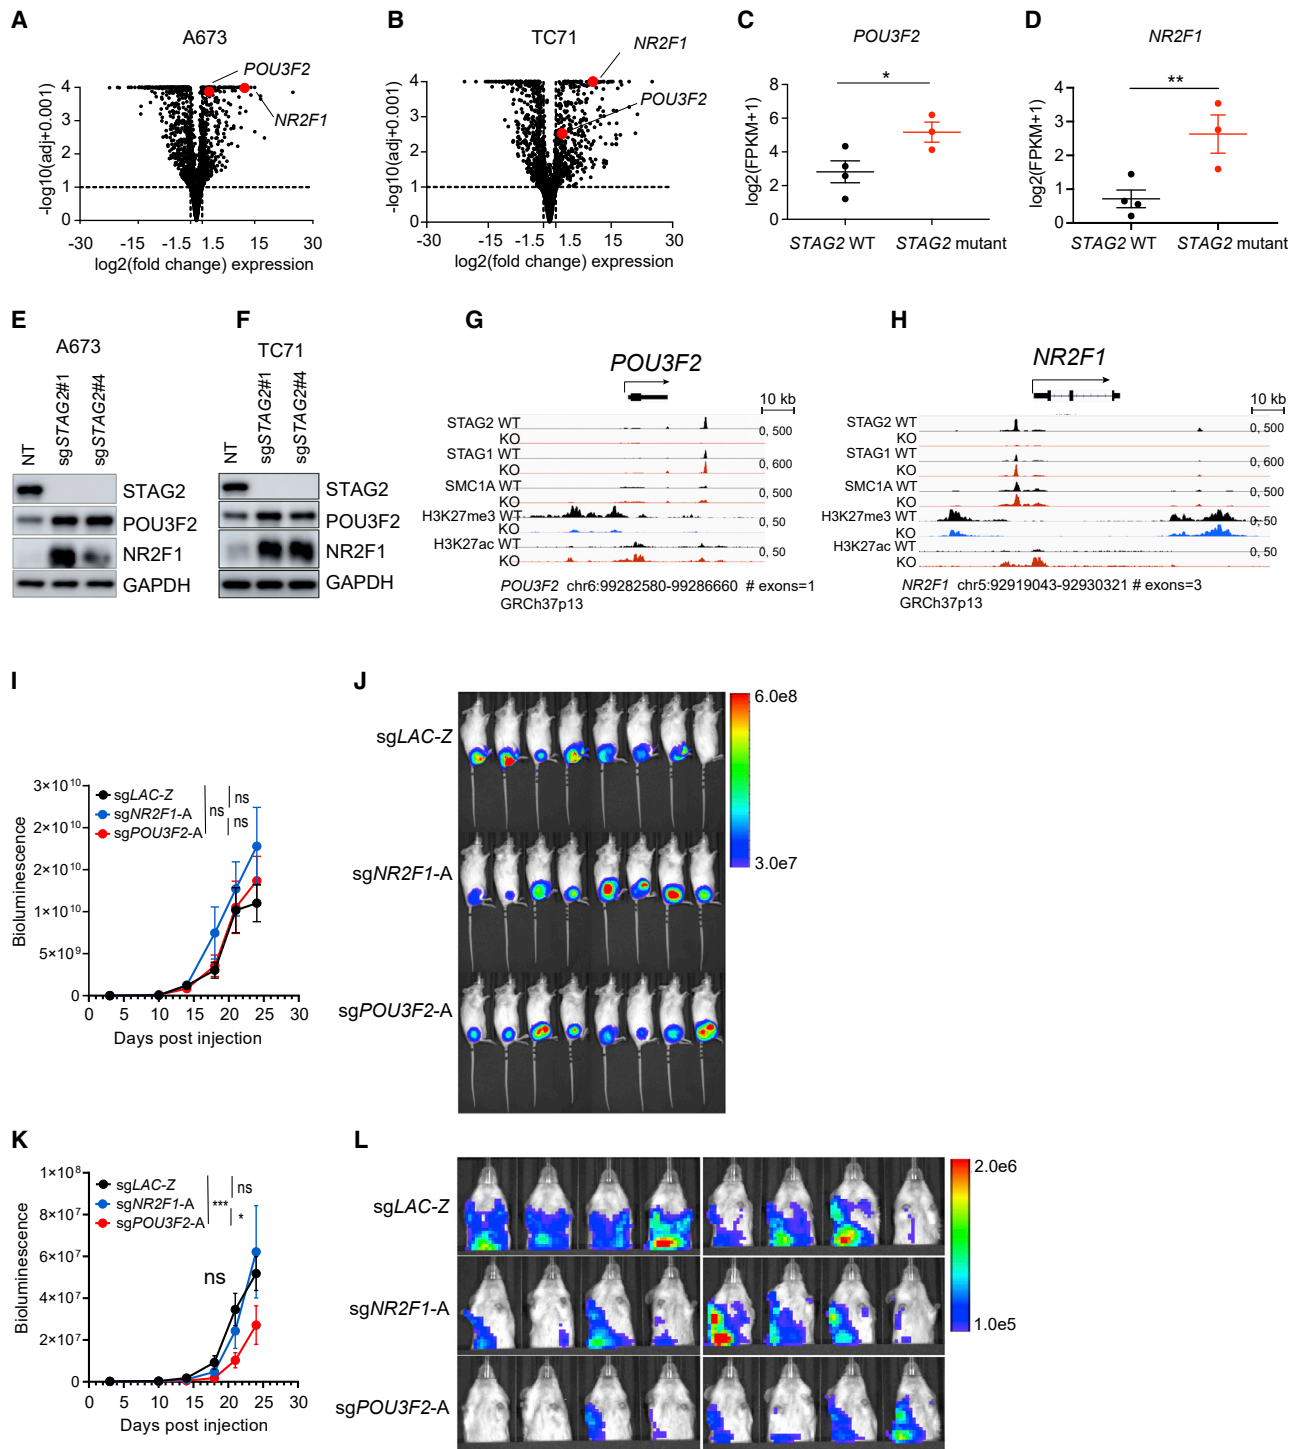 A
A673
POU3F2
NR2F1
-log10(adj+0.001)
4
3
2
1
0
-30 -15 -1.5 1.5 15 30
log2(fold change) expression
B
TC71
NR2F1
POU3F2
-log10(adj+0.001)
4
3
2
1
0
-30 -15 -1.5 1.5 15 30
log2(fold change) expression
C
POU3F2
*
log2(FPKM+1)
8
6
4
2
0
STAG2 WT STAG2 mutant
D
NR2F1
**
log2(FPKM+1)
4
3
2
1
0
STAG2 WT STAG2 mutant
E
A673
NT sgSTAG2#1 sgSTAG2#4
STAG2
POU3F2
NR2F1
GAPDH
F
TC71
NT sgSTAG2#1 sgSTAG2#4
STAG2
POU3F2
NR2F1
GAPDH
G
POU3F2
10 kb
STAG2 WT 0, 500
KO
STAG1 WT 0, 600
KO
SMC1A WT 0, 500
KO
H3K27me3 WT 0, 50
KO
H3K27ac WT 0, 50
KO
POU3F2 chr6:99282580-99286660 # exons=1
GRCh37p13
H
NR2F1
10 kb
STAG2 WT 0, 500
KO
STAG1 WT 0, 600
KO
SMC1A WT 0, 500
KO
H3K27me3 WT 0, 50
KO
H3K27ac WT 0, 50
KO
NR2F1 chr5:92919043-92930321 # exons=3
GRCh37p13
I
Bioluminescence
3×10¹⁰
2×10¹⁰
2×10¹⁰
1×10¹⁰
5×10⁹
0
sgLAC-Z
sgNR2F1-A
sgPOU3F2-A
ns
ns
ns
0 5 10 15 20 25 30
Days post injection
J
sgLAC-Z
sgNR2F1-A
sgPOU3F2-A
6.0e8
3.0e7
K
Bioluminescence
1×10⁸
8×10⁷
6×10⁷
4×10⁷
2×10⁷
0
sgLAC-Z
sgNR2F1-A
sgPOU3F2-A
ns
***
*
ns
0 5 10 15 20 25 30
Days post injection
L
sgLAC-Z
sgNR2F1-A
sgPOU3F2-A
2.0e6
1.0e5